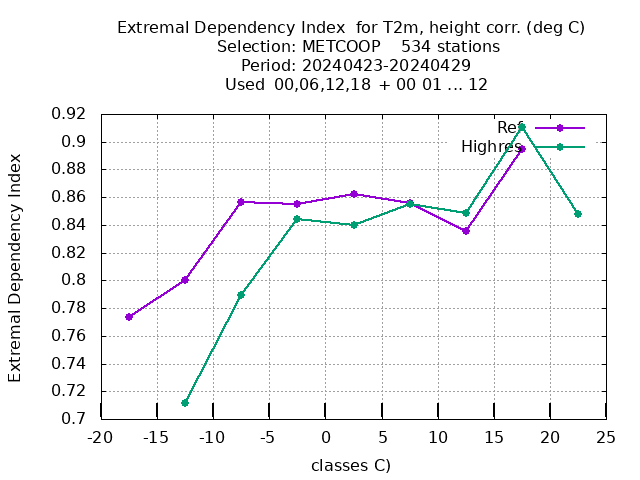 Extremal Dependency Index  for T2m, height corr. (deg C)
Selection: METCOOP    534 stations
Period: 20240423-20240429
Used  00,06,12,18 + 00 01 ... 12
Extremal Dependency Index
0.92
0.9
0.88
0.86
0.84
0.82
0.8
0.78
0.76
0.74
0.72
0.7
Ref
Highres
-20 -15 -10 -5 0 5 10 15 20 25
classes C)